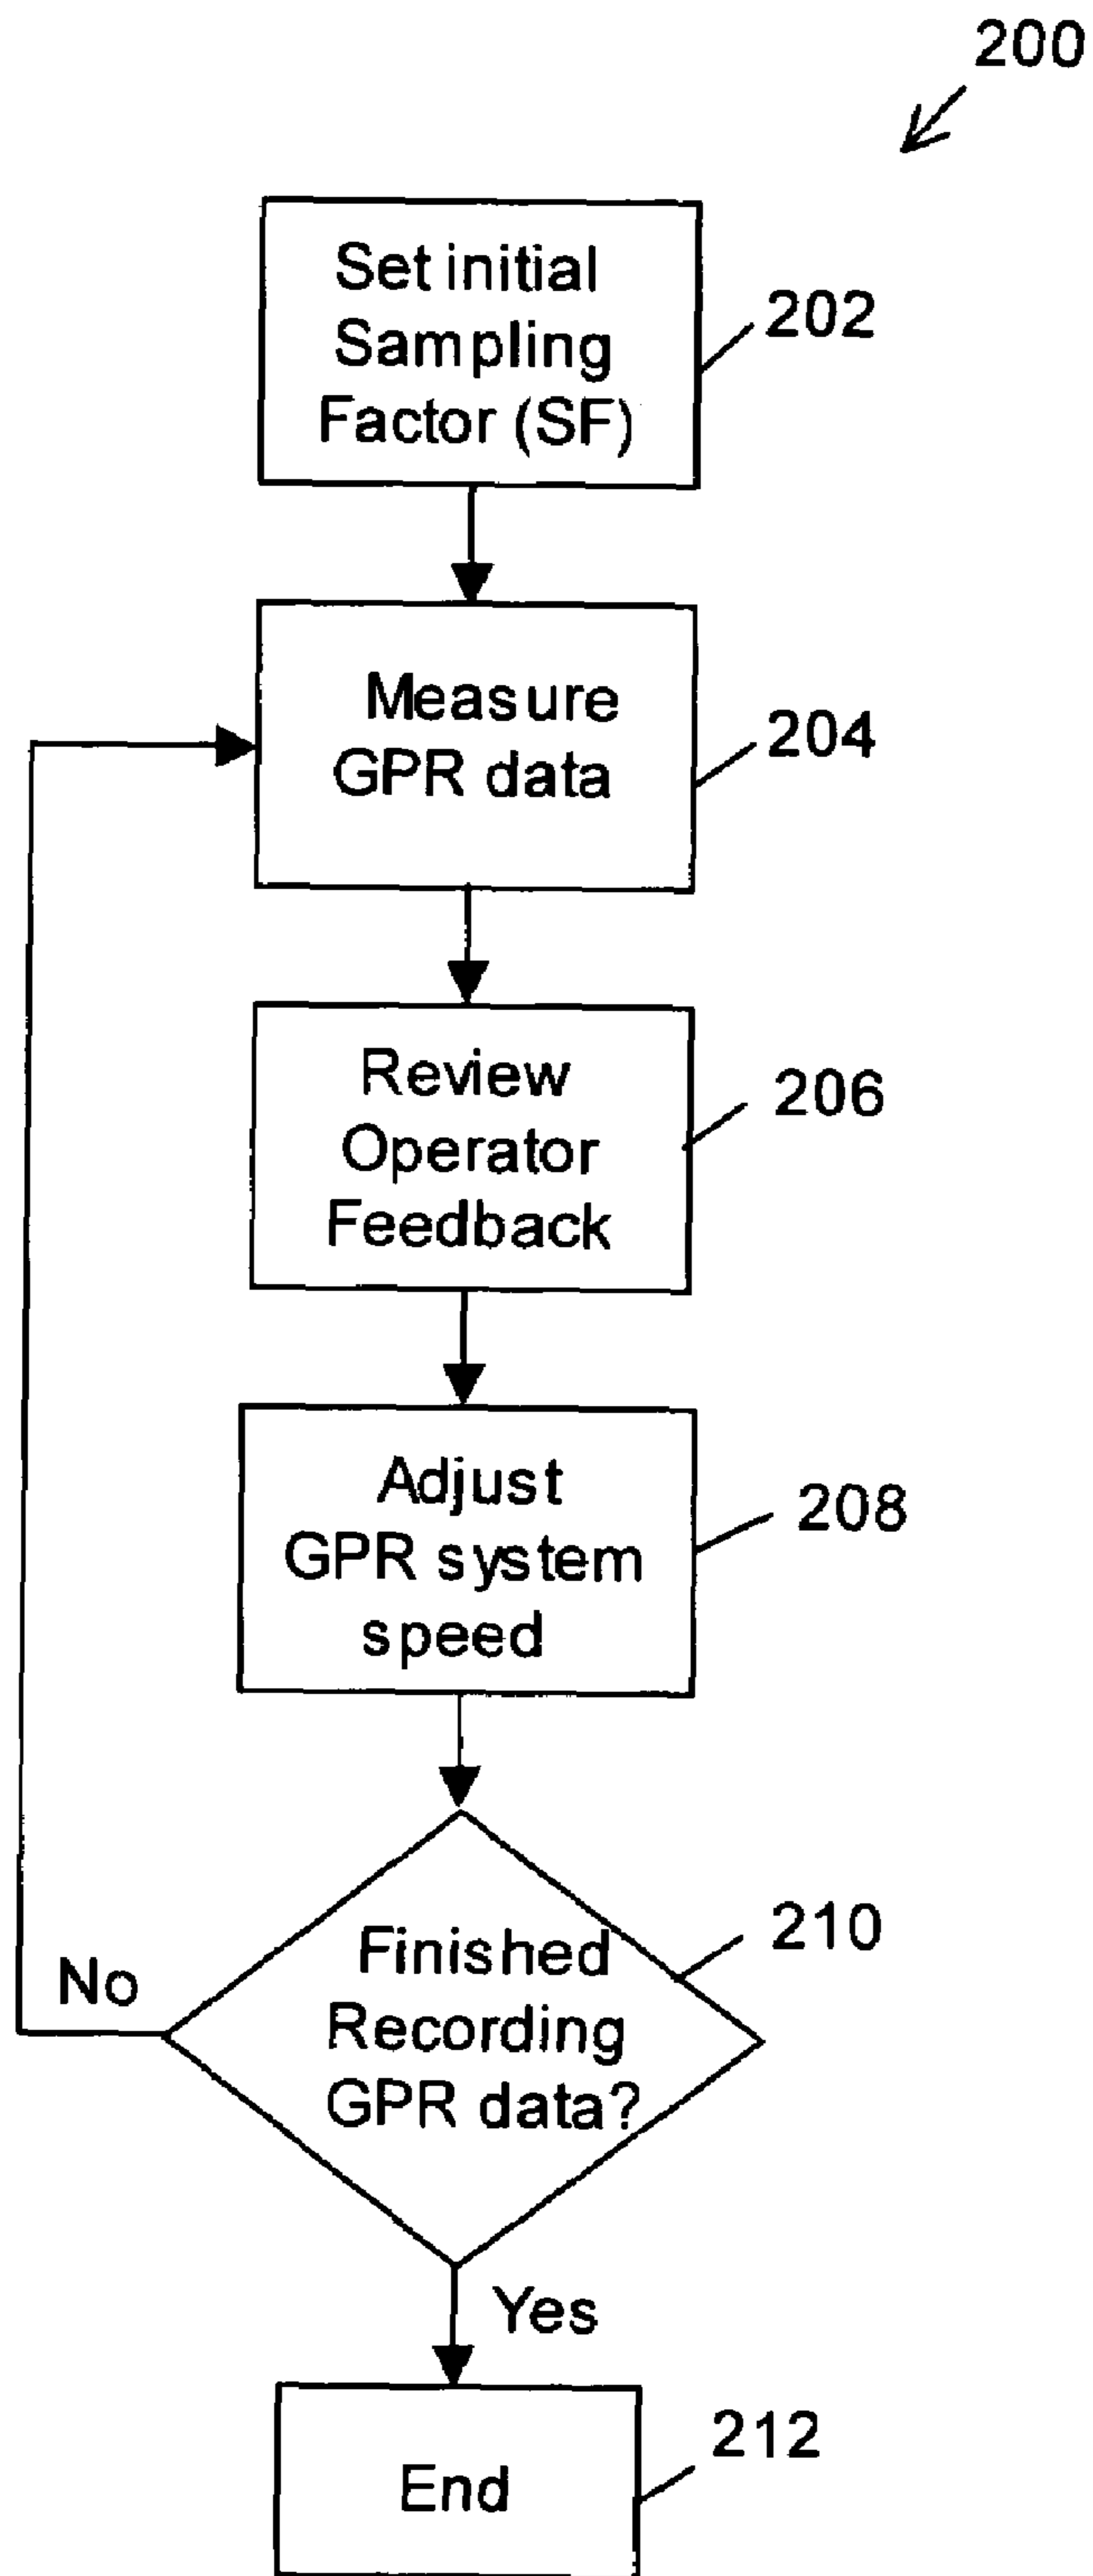 200
Set initial
Sampling
Factor (SF)
202
Measure
GPR data
204
Review
Operator
Feedback
206
Adjust
GPR system
speed
208
Finished
Recording
GPR data?
210
No
Yes
End
212